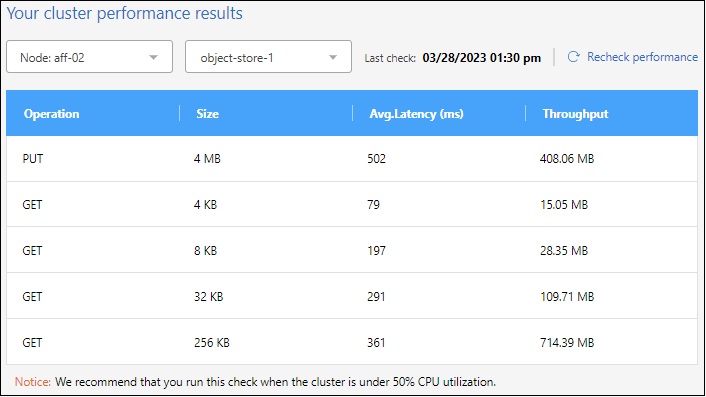 Your cluster performance results
Node: aff-02 object-store-1 Last check: 03/28/2023 01:30 pm Recheck performance
Operation Size Avg.Latency (ms) Throughput
PUT 4 MB 502 408.06 MB
GET 4 KB 79 15.05 MB
GET 8 KB 197 28.35 MB
GET 32 KB 291 109.71 MB
GET 256 KB 361 714.39 MB
Notice: We recommend that you run this check when the cluster is under 50% CPU utilization.